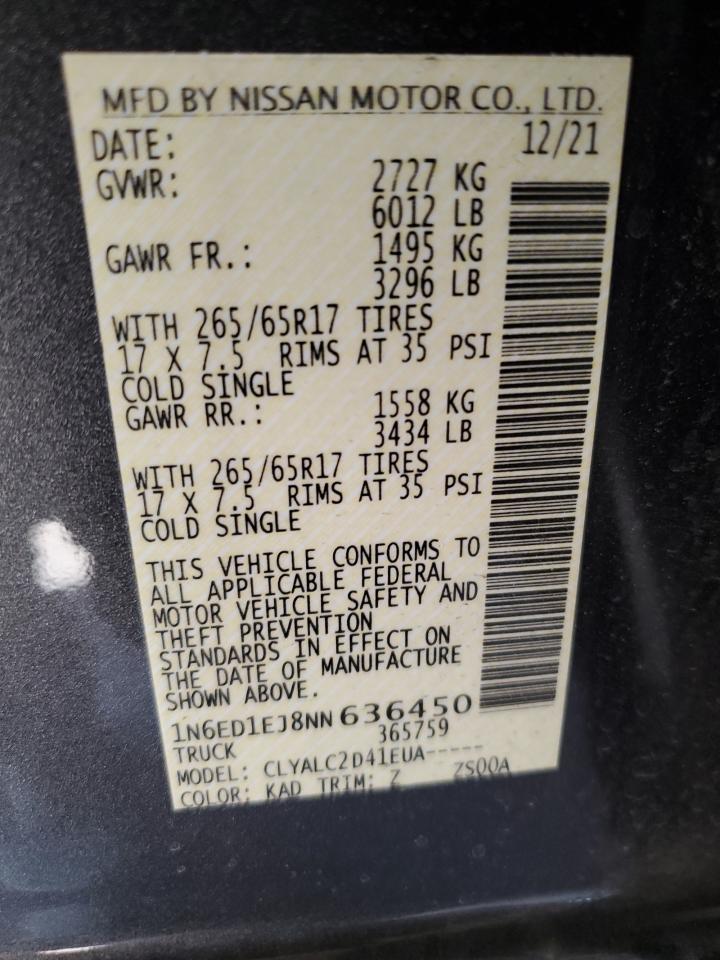 MFD BY NISSAN MOTOR CO., LTD.
DATE: 12/21
GVWR: 2727 KG
6012 LB
GAWR FR.: 1495 KG
3296 LB
WITH 265/65R17 TIRES
17 X 7.5 RIMS AT 35 PSI
COLD SINGLE
GAWR RR.: 1558 KG
3434 LB
WITH 265/65R17 TIRES
17 X 7.5 RIMS AT 35 PSI
COLD SINGLE
THIS VEHICLE CONFORMS TO
ALL APPLICABLE FEDERAL
MOTOR VEHICLE SAFETY AND
THEFT PREVENTION
STANDARDS IN EFFECT ON
THE DATE OF MANUFACTURE
SHOWN ABOVE.
1N6ED1EJ8NN636450
TRUCK 365759
MODEL: CLYALC2D41EUA-----
COLOR: KAD TRIM: Z ZS00A